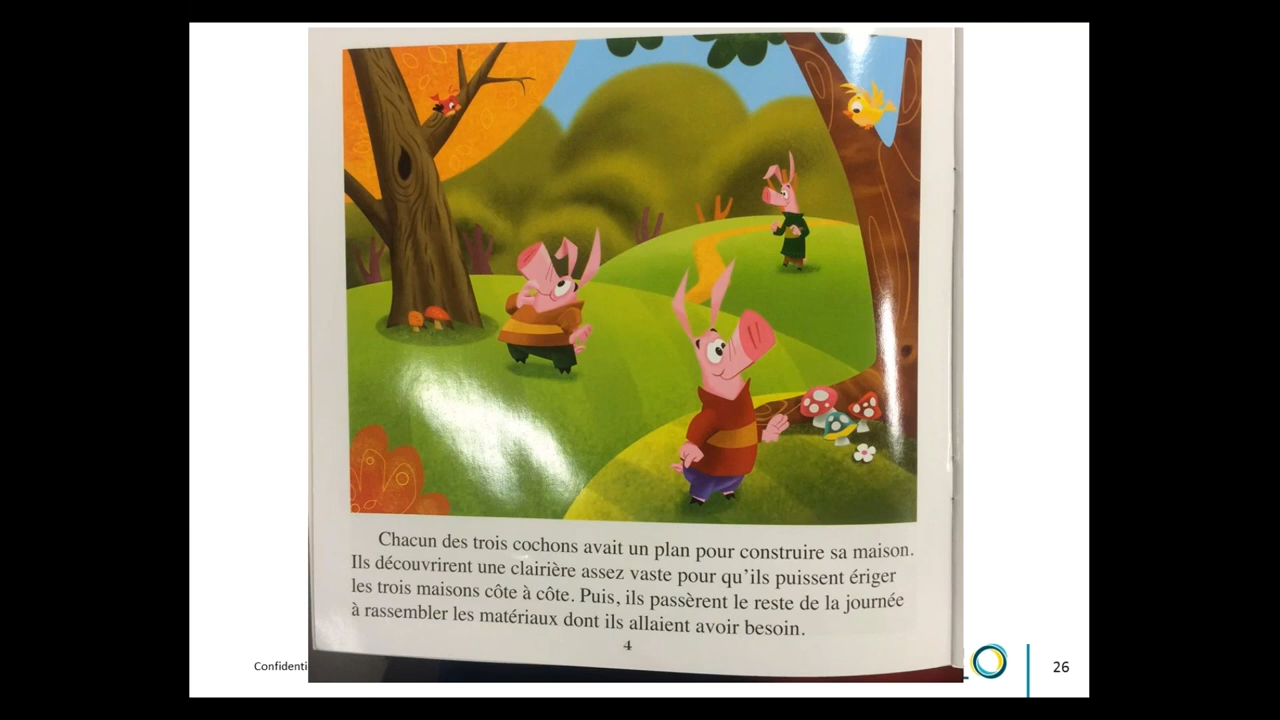 Chacun des trois cochons avait un plan pour construire sa maison.
Ils découvrirent une clairière assez vaste pour qu'ils puissent ériger
les trois maisons côte à côte. Puis, ils passèrent le reste de la journée
à rassembler les matériaux dont ils allaient avoir besoin.
4
Confidenti
26